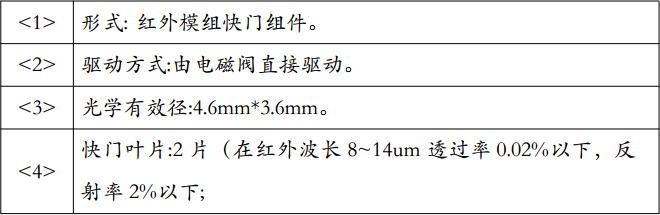 <1> 形式: 红外模组快门组件。
<2> 驱动方式:由电磁阀直接驱动。
<3> 光学有效径:4.6mm*3.6mm。
<4> 快门叶片:2 片（在红外波长 8~14um 透过率 0.02%以下，反
射率 2%以下;